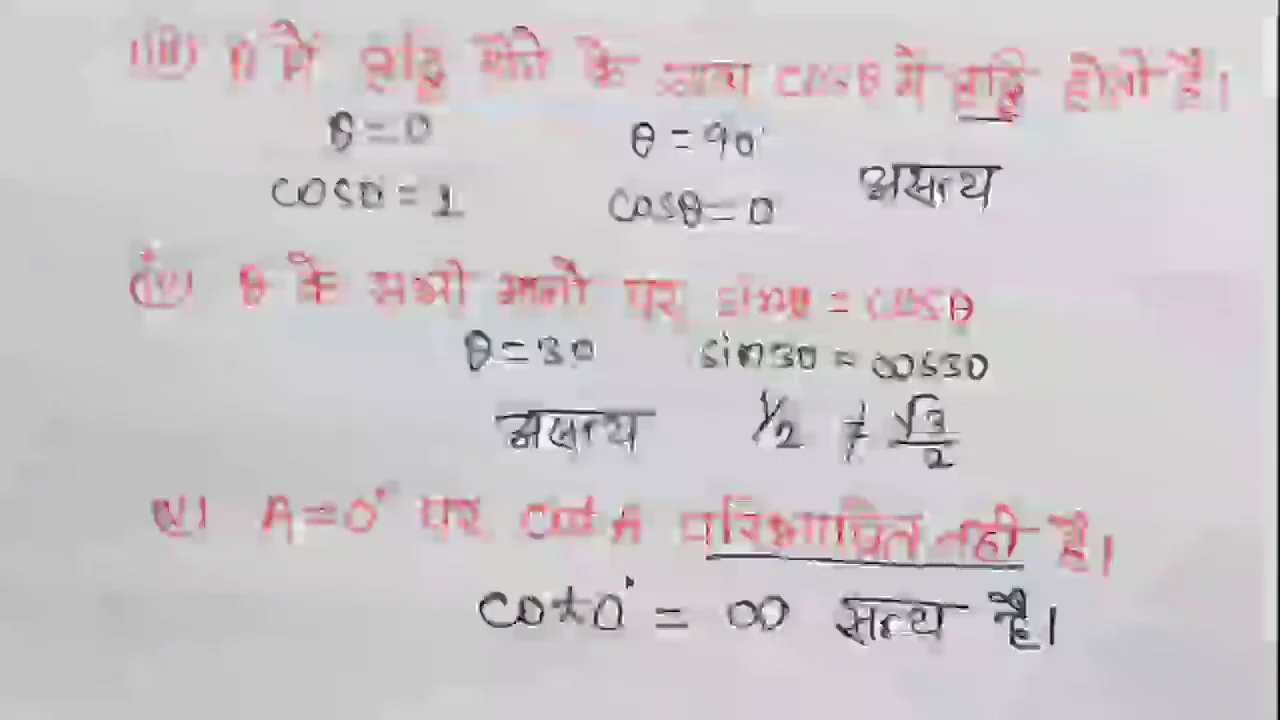 (iii) θ में वृद्धि होने के साथ cosθ में वृद्धि होती है।
θ = 0 θ = 90°
cosθ = 1 cosθ = 0 असत्य
(iv) θ के सभी मानो पर sinθ = cosθ
θ = 30 sin30 = cos30
असत्य 1/2 ≠ √3/2
(v) A = 0° पर cot A परिभाषित नहीं है।
cot0° = ∞ सत्य है।